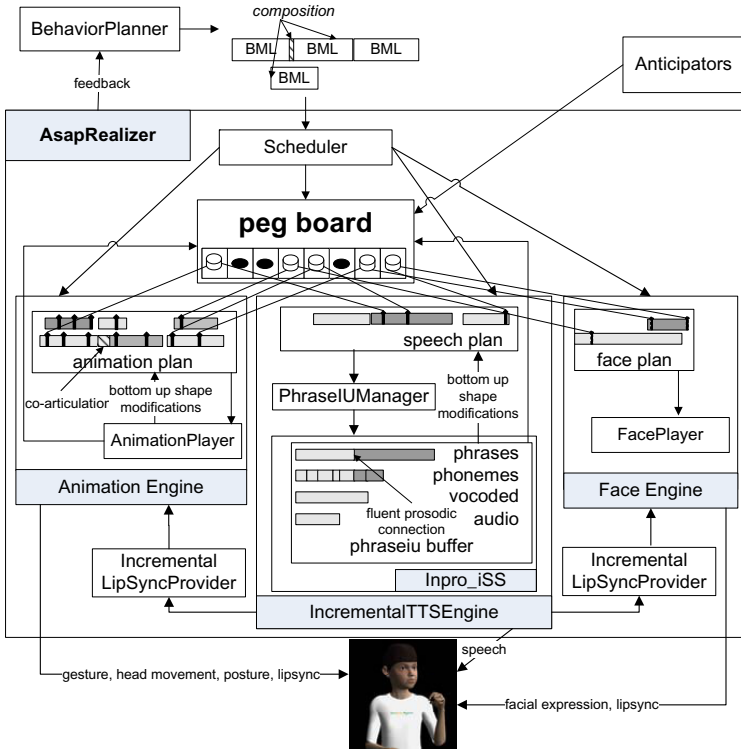 composition
BehaviorPlanner
BML BML BML
BML
feedback
Anticipators
AsapRealizer
Scheduler
peg board
animation plan
co-articulatior
bottom up shape
modifications
AnimationPlayer
Animation Engine
speech plan
PhraseIUManager
bottom up
shape
modifications
phrases
phonemes
vocoded
audio
fluent prosodic
connection
phraseiu buffer
Inpro_iSS
IncrementalTTSEngine
face plan
FacePlayer
Face Engine
Incremental
LipSyncProvider
Incremental
LipSyncProvider
speech
gesture, head movement, posture, lipsync
facial expression, lipsync